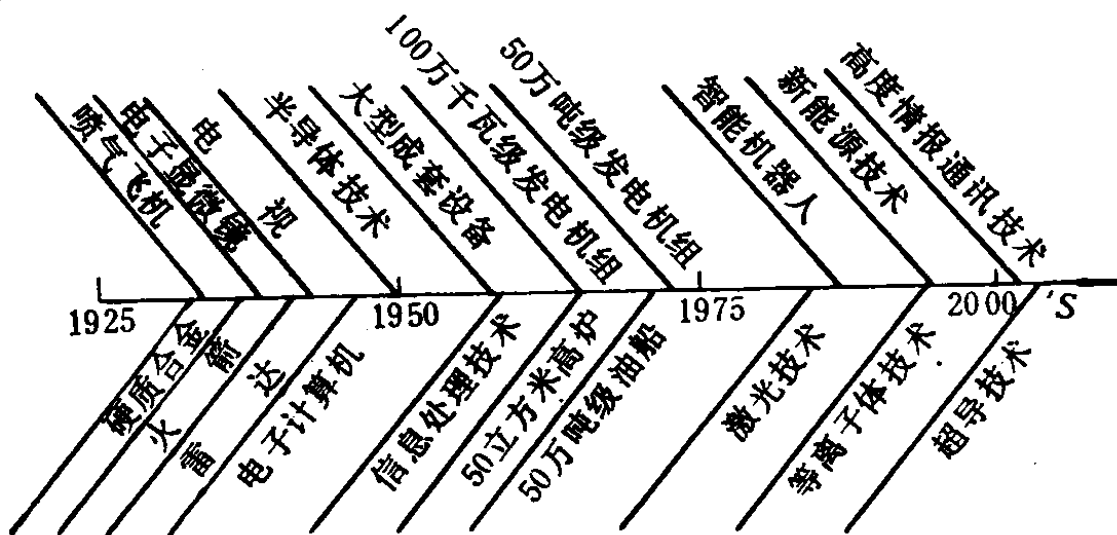 喷气飞机
电子显微镜
电视
半导体技术
大型成套设备
100万千瓦级发电机组
50万吨级发电机组
智能机器人
新能源技术
高度情报通讯技术
1925
1950
1975
2000 'S
硬质合金
火箭
雷达
电子计算机
信息处理技术
50立方米高炉
50万吨级油船
激光技术
等离子体技术
超导技术